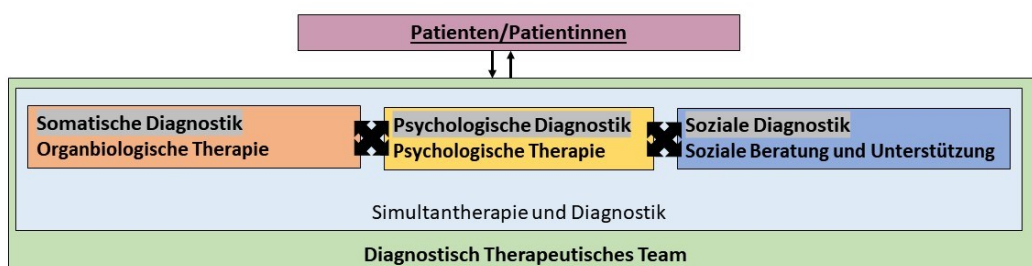 Patienten/Patientinnen
Somatische Diagnostik
Organbiologische Therapie
Psychologische Diagnostik
Psychologische Therapie
Soziale Diagnostik
Soziale Beratung und Unterstützung
Simultantherapie und Diagnostik
Diagnostisch Therapeutisches Team